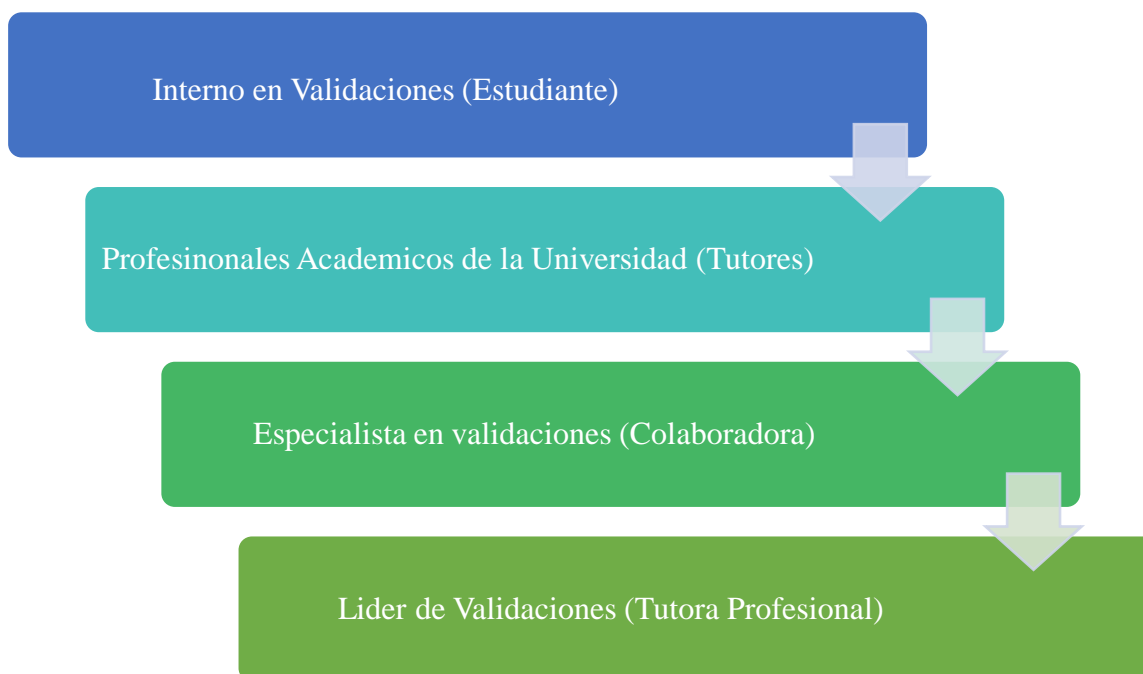 Interno en Validaciones (Estudiante)
Profesinonales Academicos de la Universidad (Tutores)
Especialista en validaciones (Colaboradora)
Lider de Validaciones (Tutora Profesional)